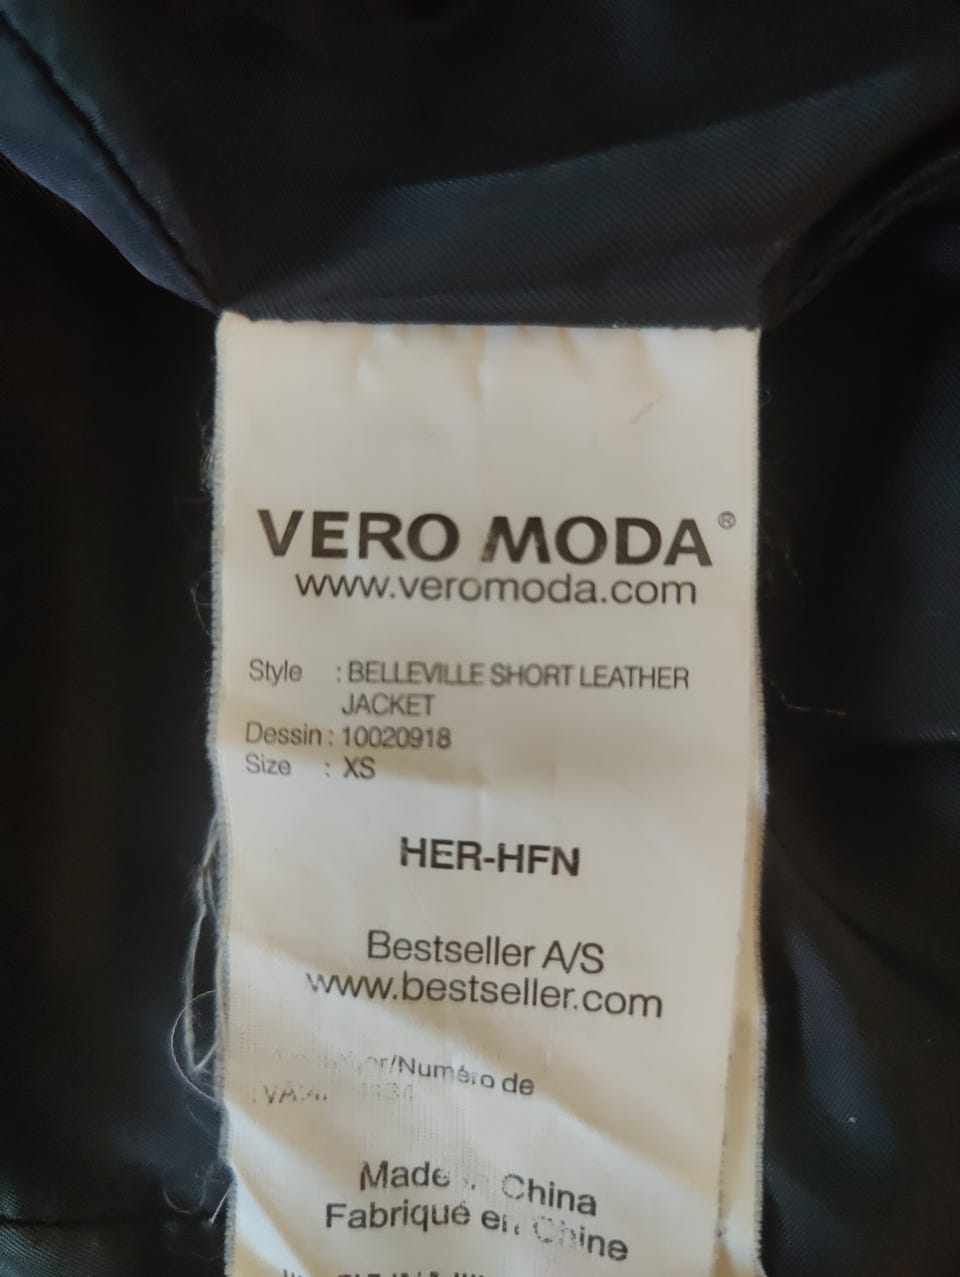 VERO MODA®
www.veromoda.com
Style : BELLEVILLE SHORT LEATHER
JACKET
Dessin : 10020918
Size : XS
HER-HFN
Bestseller A/S
www.bestseller.com
/Numéro de
Made China
Fabriqué en Chine